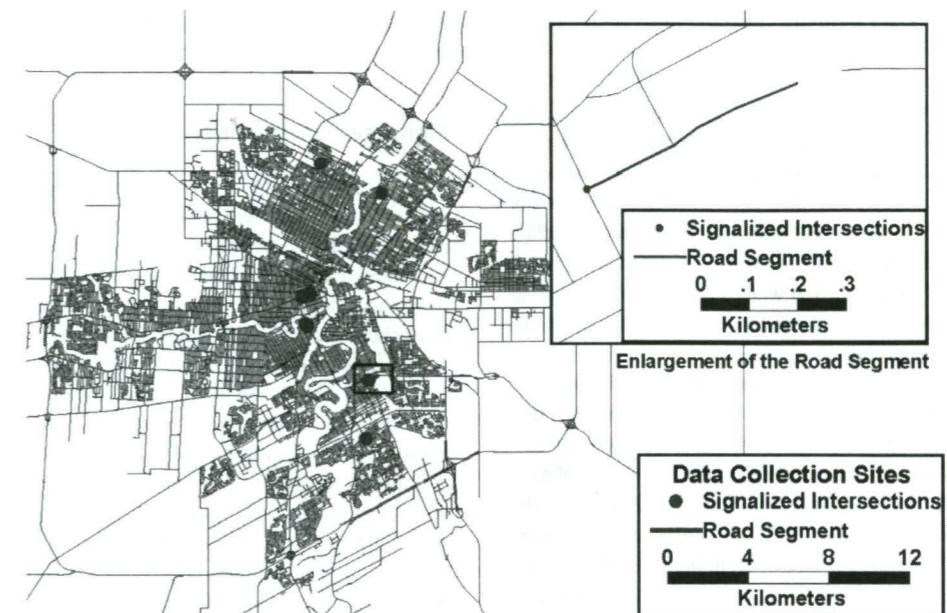 Signalized Intersections
Road Segment
0 .1 .2 .3
Kilometers
Enlargement of the Road Segment
Data Collection Sites
Signalized Intersections
Road Segment
0 4 8 12
Kilometers